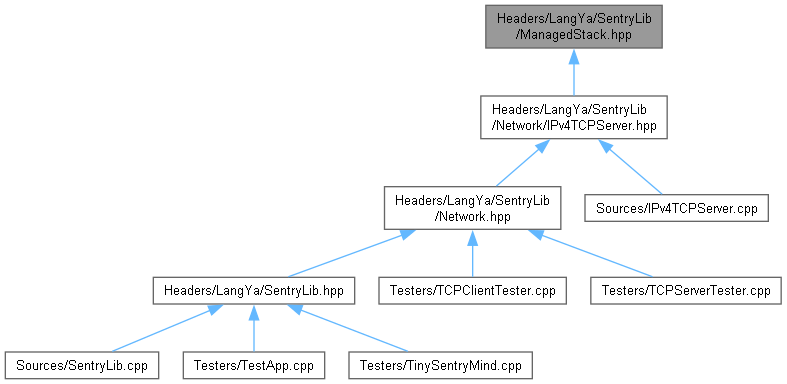 Headers/LangYa/SentryLib
/ManagedStack.hpp
Headers/LangYa/SentryLib
/Network/IPv4TCPServer.hpp
Headers/LangYa/SentryLib
/Network.hpp
Sources/IPv4TCPServer.cpp
Headers/LangYa/SentryLib.hpp
Testers/TCPClientTester.cpp
Testers/TCPServerTester.cpp
Sources/SentryLib.cpp
Testers/TestApp.cpp
Testers/TinySentryMind.cpp